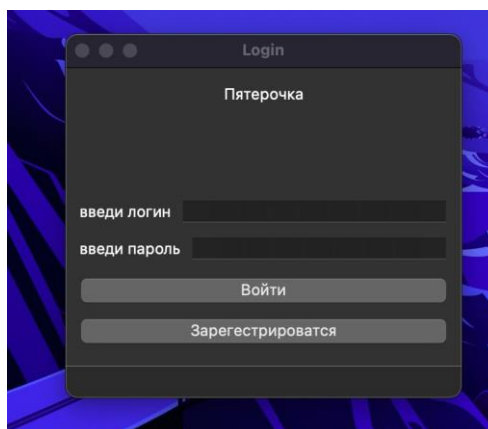 Login
Пятерочка
введи логин
введи пароль
Войти
Зарегестрироватся